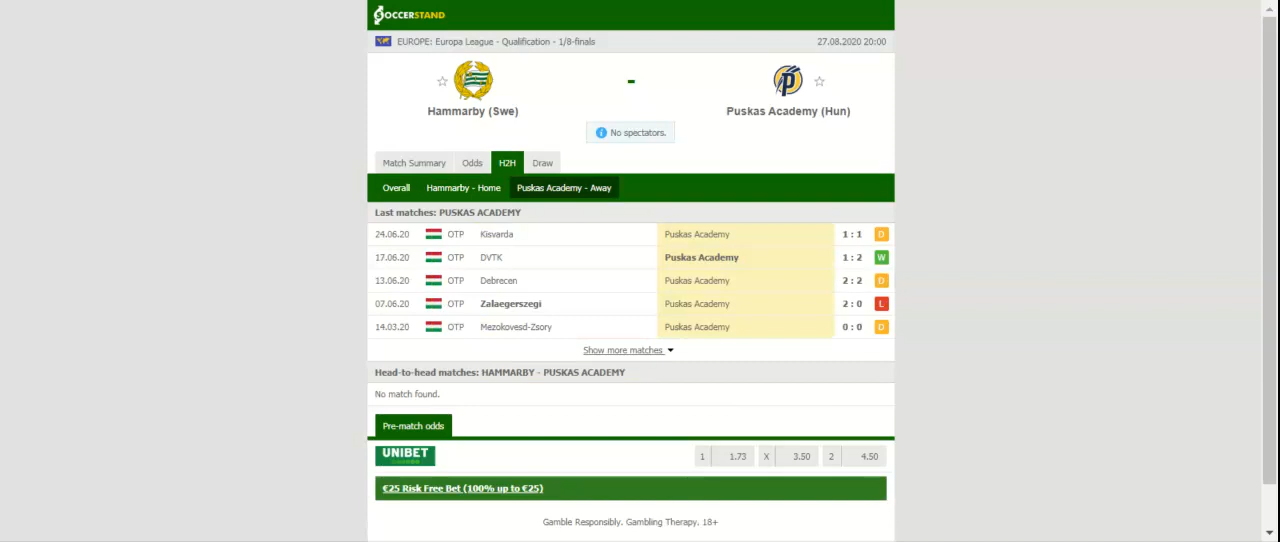 SOCCERSTAND
EUROPE: Europa League - Qualification - 1/8-finals 27.08.2020 20:00
-
Hammarby (Swe) Puskas Academy (Hun)
No spectators.
Match Summary Odds H2H Draw
Overall Hammarby - Home Puskas Academy - Away
Last matches: PUSKAS ACADEMY
24.06.20 OTP Kisvarda Puskas Academy 1 : 1 D
17.06.20 OTP DVTK Puskas Academy 1 : 2 W
13.06.20 OTP Debrecen Puskas Academy 2 : 2 D
07.06.20 OTP Zalaegerszegi Puskas Academy 2 : 0 L
14.03.20 OTP Mezokovesd-Zsory Puskas Academy 0 : 0 D
Show more matches
Head-to-head matches: HAMMARBY - PUSKAS ACADEMY
No match found.
Pre-match odds
UNIBET 1 1.73 X 3.50 2 4.50
€25 Risk Free Bet (100% up to €25)
Gamble Responsibly. Gambling Therapy. 18+